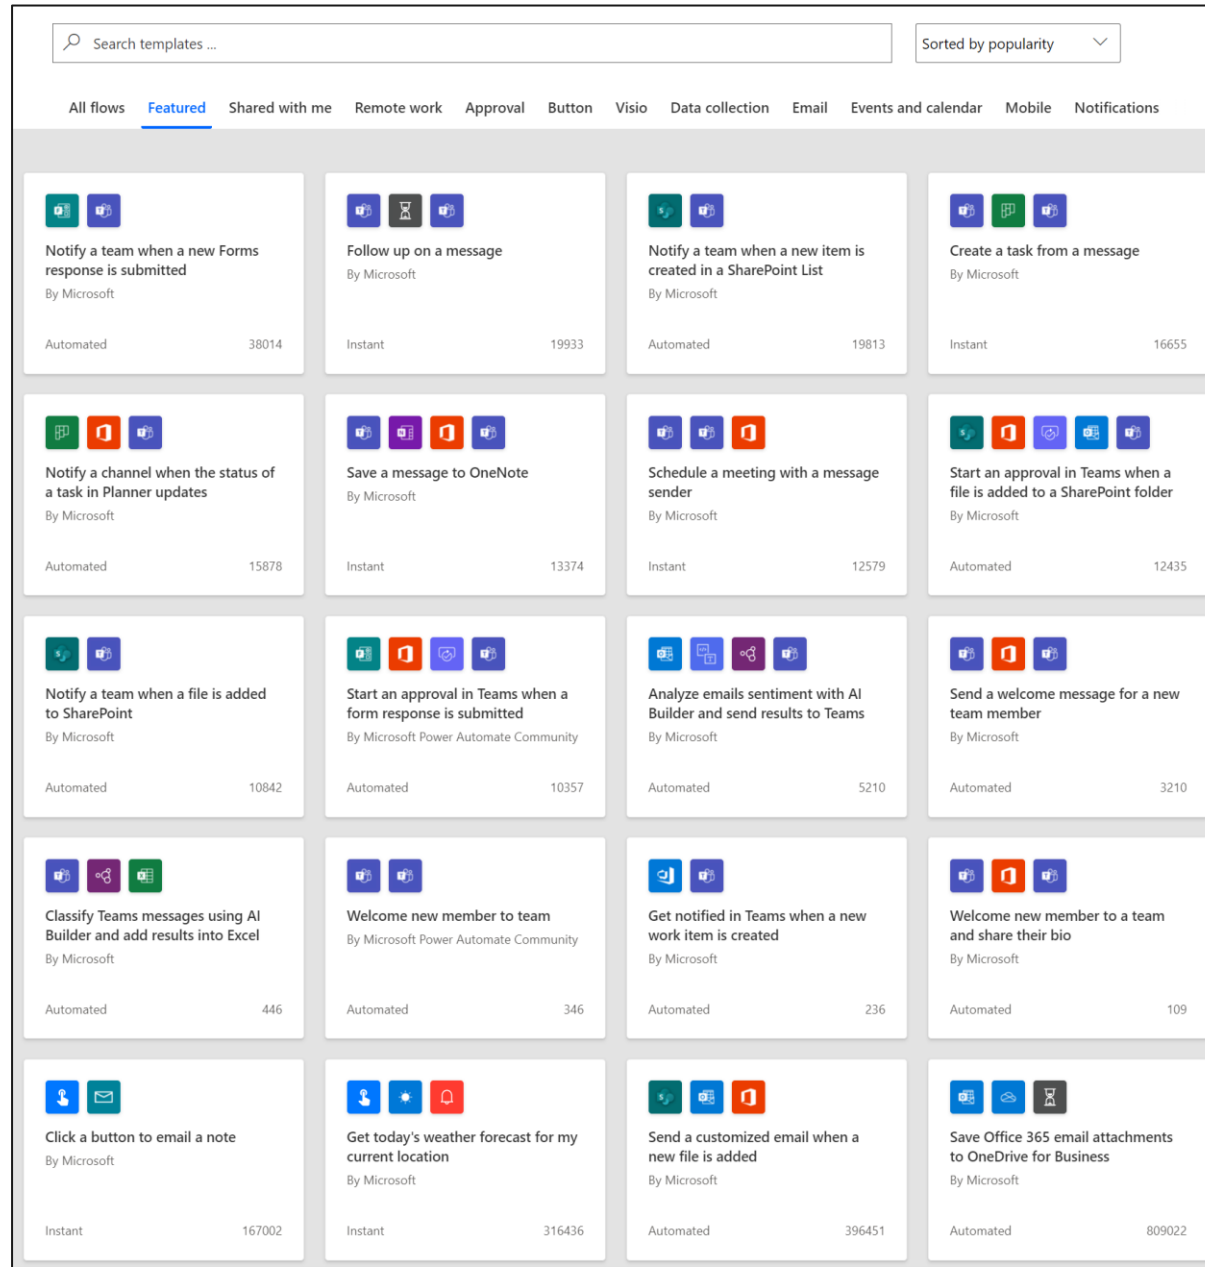 Search templates ...
Sorted by popularity
All flows Featured Shared with me Remote work Approval Button Visio Data collection Email Events and calendar Mobile Notifications
Notify a team when a new Forms
response is submitted
By Microsoft
Automated 38014
Follow up on a message
By Microsoft
Instant 19933
Notify a team when a new item is
created in a SharePoint List
By Microsoft
Automated 19813
Create a task from a message
By Microsoft
Instant 16655
Notify a channel when the status of
a task in Planner updates
By Microsoft
Automated 15878
Save a message to OneNote
By Microsoft
Instant 13374
Schedule a meeting with a message
sender
By Microsoft
Instant 12579
Start an approval in Teams when a
file is added to a SharePoint folder
By Microsoft
Automated 12435
Notify a team when a file is added
to SharePoint
By Microsoft
Automated 10842
Start an approval in Teams when a
form response is submitted
By Microsoft Power Automate Community
Automated 10357
Analyze emails sentiment with AI
Builder and send results to Teams
By Microsoft
Automated 5210
Send a welcome message for a new
team member
By Microsoft
Automated 3210
Classify Teams messages using AI
Builder and add results into Excel
By Microsoft
Automated 446
Welcome new member to team
By Microsoft Power Automate Community
Automated 346
Get notified in Teams when a new
work item is created
By Microsoft
Automated 236
Welcome new member to a team
and share their bio
By Microsoft
Automated 109
Click a button to email a note
By Microsoft
Instant 167002
Get today's weather forecast for my
current location
By Microsoft
Instant 316436
Send a customized email when a
new file is added
By Microsoft
Automated 396451
Save Office 365 email attachments
to OneDrive for Business
By Microsoft
Automated 809022